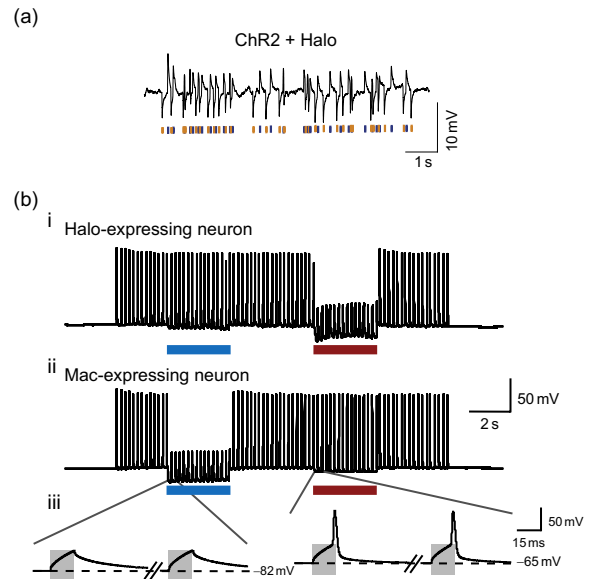 (a)
ChR2 + Halo
10 mV
1 s
(b)
i
Halo-expressing neuron
ii
Mac-expressing neuron
50 mV
2 s
iii
50 mV
15 ms
−82 mV
−65 mV